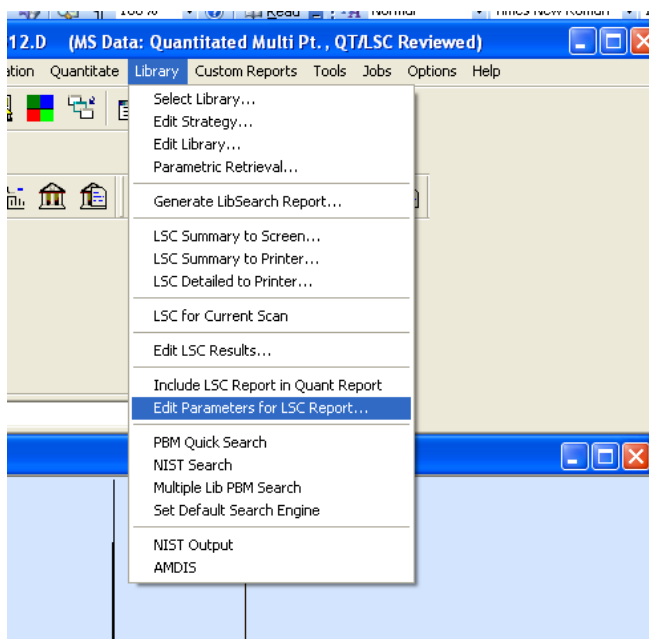 100% Read Normal Times New Roman
12.D (MS Data: Quantitated Multi Pt. , QT/LSC Reviewed)
ation Quantitate Library Custom Reports Tools Jobs Options Help
Select Library...
Edit Strategy...
Edit Library...
Parametric Retrieval...
Generate LibSearch Report...
LSC Summary to Screen...
LSC Summary to Printer...
LSC Detailed to Printer...
LSC for Current Scan
Edit LSC Results...
Include LSC Report in Quant Report
Edit Parameters for LSC Report...
PBM Quick Search
NIST Search
Multiple Lib PBM Search
Set Default Search Engine
NIST Output
AMDIS